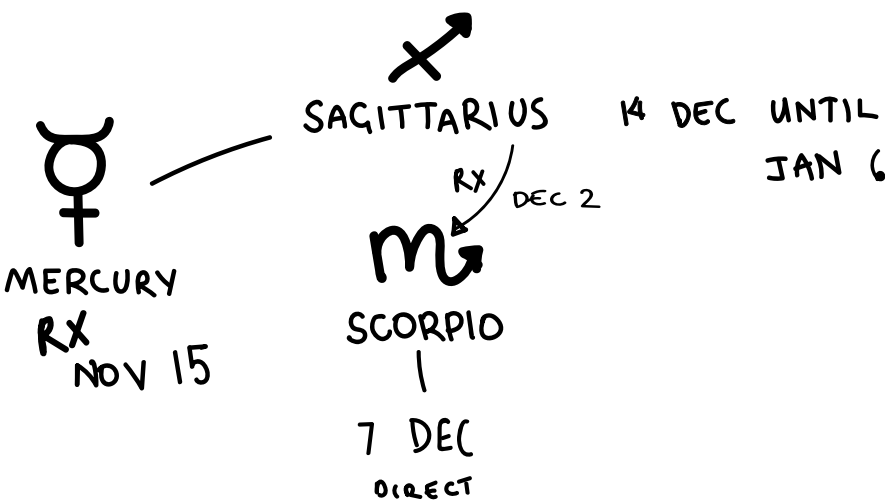 SAGITTARIUS 14 DEC UNTIL
JAN 6
RX
DEC 2
MERCURY
RX
NOV 15
SCORPIO
7 DEC
DIRECT